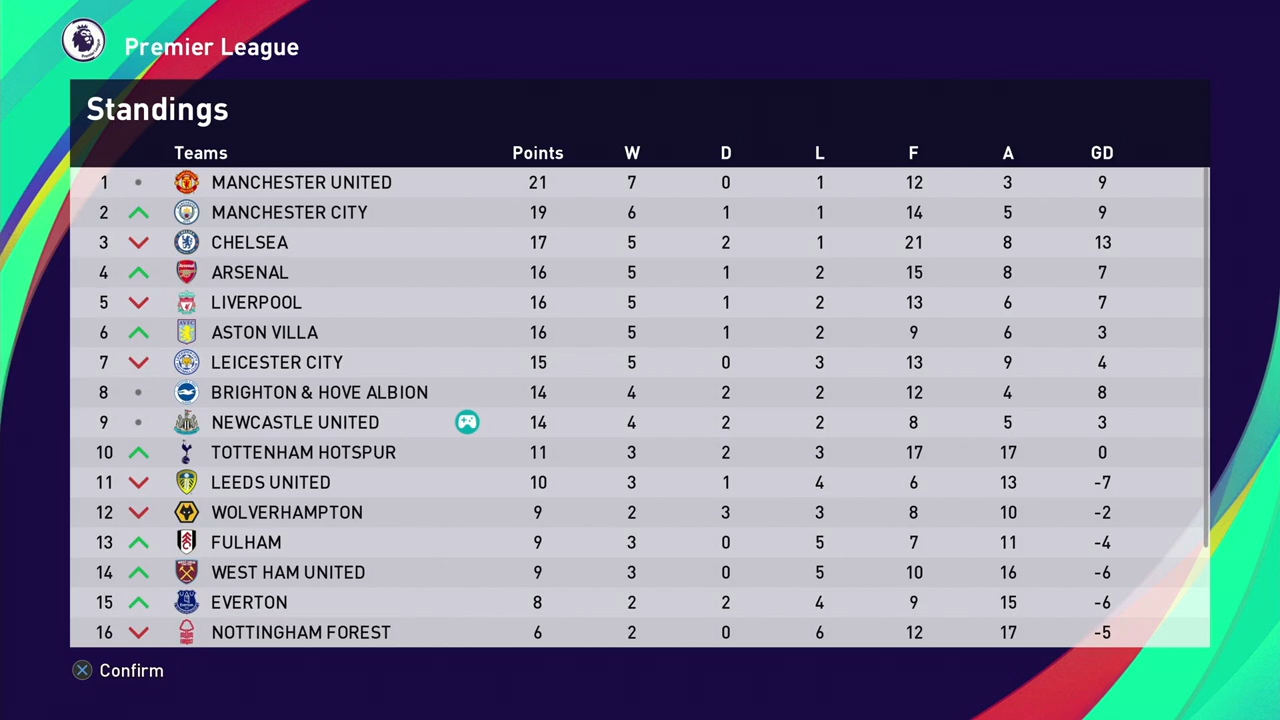 Premier League
Standings
Teams Points W D L F A GD
1 MANCHESTER UNITED 21 7 0 1 12 3 9
2 MANCHESTER CITY 19 6 1 1 14 5 9
3 CHELSEA 17 5 2 1 21 8 13
4 ARSENAL 16 5 1 2 15 8 7
5 LIVERPOOL 16 5 1 2 13 6 7
6 ASTON VILLA 16 5 1 2 9 6 3
7 LEICESTER CITY 15 5 0 3 13 9 4
8 BRIGHTON & HOVE ALBION 14 4 2 2 12 4 8
9 NEWCASTLE UNITED 14 4 2 2 8 5 3
10 TOTTENHAM HOTSPUR 11 3 2 3 17 17 0
11 LEEDS UNITED 10 3 1 4 6 13 -7
12 WOLVERHAMPTON 9 2 3 3 8 10 -2
13 FULHAM 9 3 0 5 7 11 -4
14 WEST HAM UNITED 9 3 0 5 10 16 -6
15 EVERTON 8 2 2 4 9 15 -6
16 NOTTINGHAM FOREST 6 2 0 6 12 17 -5
Confirm